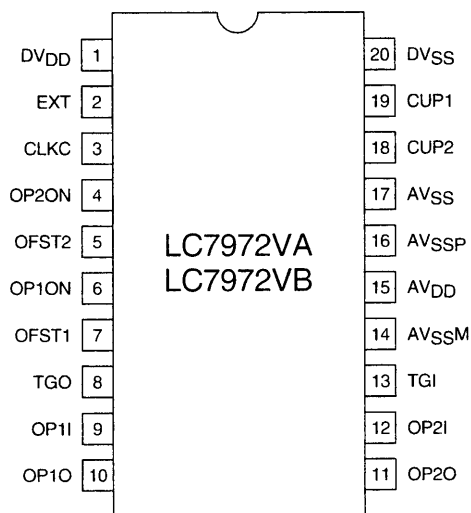 DVDD 1 20 DVSS
EXT 2 19 CUP1
CLKC 3 18 CUP2
OP2ON 4 17 AVSS
OFST2 5 16 AVSSP
LC7972VA
LC7972VB
OP1ON 6 15 AVDD
OFST1 7 14 AVSSM
TGO 8 13 TGI
OP1I 9 12 OP2I
OP1O 10 11 OP2O